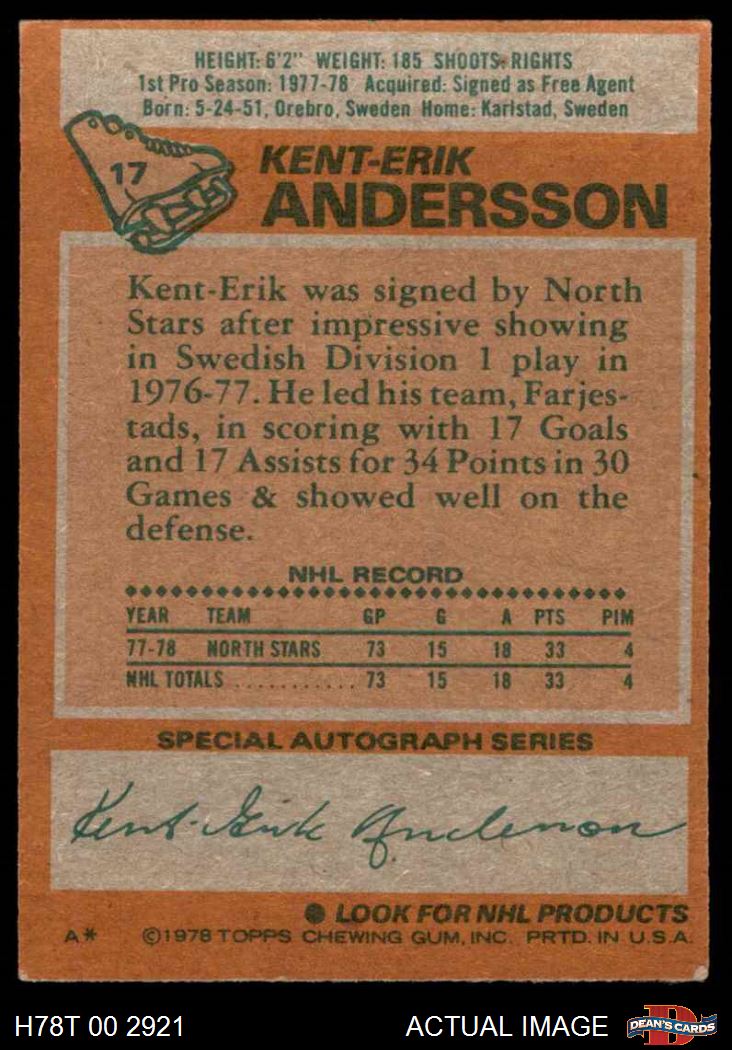 HEIGHT: 6'2" WEIGHT: 185 SHOOTS: RIGHTS
1st Pro Season: 1977-78 Acquired: Signed as Free Agent
Born: 5-24-51, Orebro, Sweden Home: Karlstad, Sweden
17
KENT-ERIK
ANDERSSON
Kent-Erik was signed by North
Stars after impressive showing
in Swedish Division 1 play in
1976-77. He led his team, Farjes-
tads, in scoring with 17 Goals
and 17 Assists for 34 Points in 30
Games & showed well on the
defense.
NHL RECORD
YEAR TEAM GP G A PTS PIM
77-78 NORTH STARS 73 15 18 33 4
NHL TOTALS ........... 73 15 18 33 4
SPECIAL AUTOGRAPH SERIES
Kent-Erik Andersson
● LOOK FOR NHL PRODUCTS
A* ©1978 TOPPS CHEWING GUM, INC. PRTD. IN U.S.A.
H78T 00 2921 ACTUAL IMAGE DEAN'S CARDS